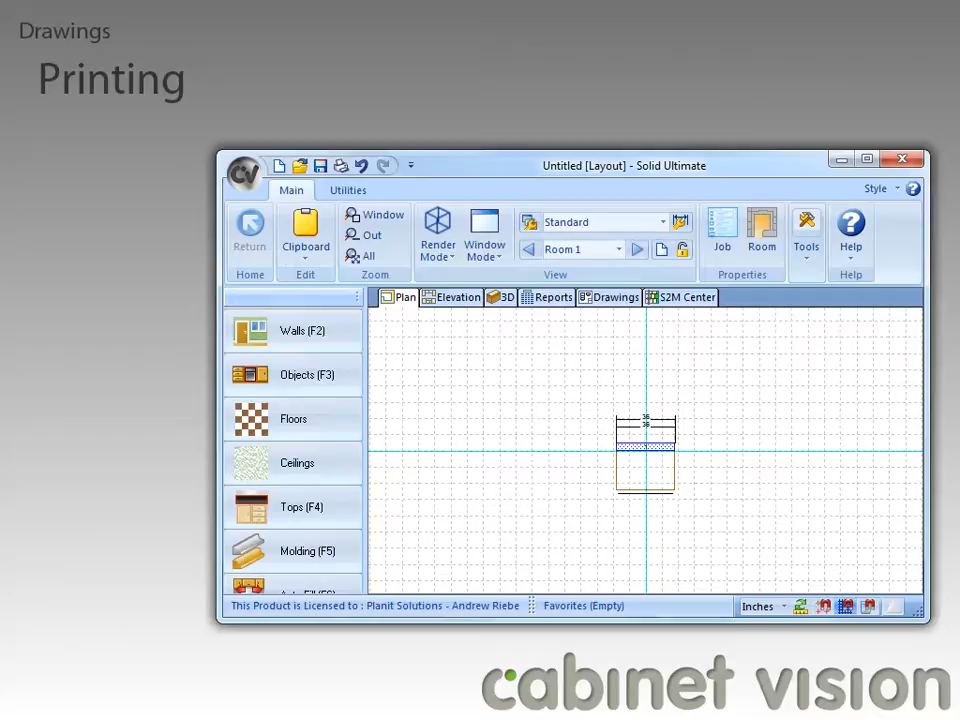 Drawings
Printing
CV
Untitled [Layout] - Solid Ultimate
Main Utilities Style
Return
Clipboard
Window
Out
All
Render Mode
Window Mode
Standard
Room 1
Job
Room
Tools
Help
Home Edit Zoom View Properties Help
Plan Elevation 3D Reports Drawings S2M Center
Walls (F2)
Objects (F3)
Floors
Ceilings
Tops (F4)
Molding (F5)
36
36
This Product is Licensed to : Planit Solutions - Andrew Riebe Favorites (Empty) Inches
cabinet vision